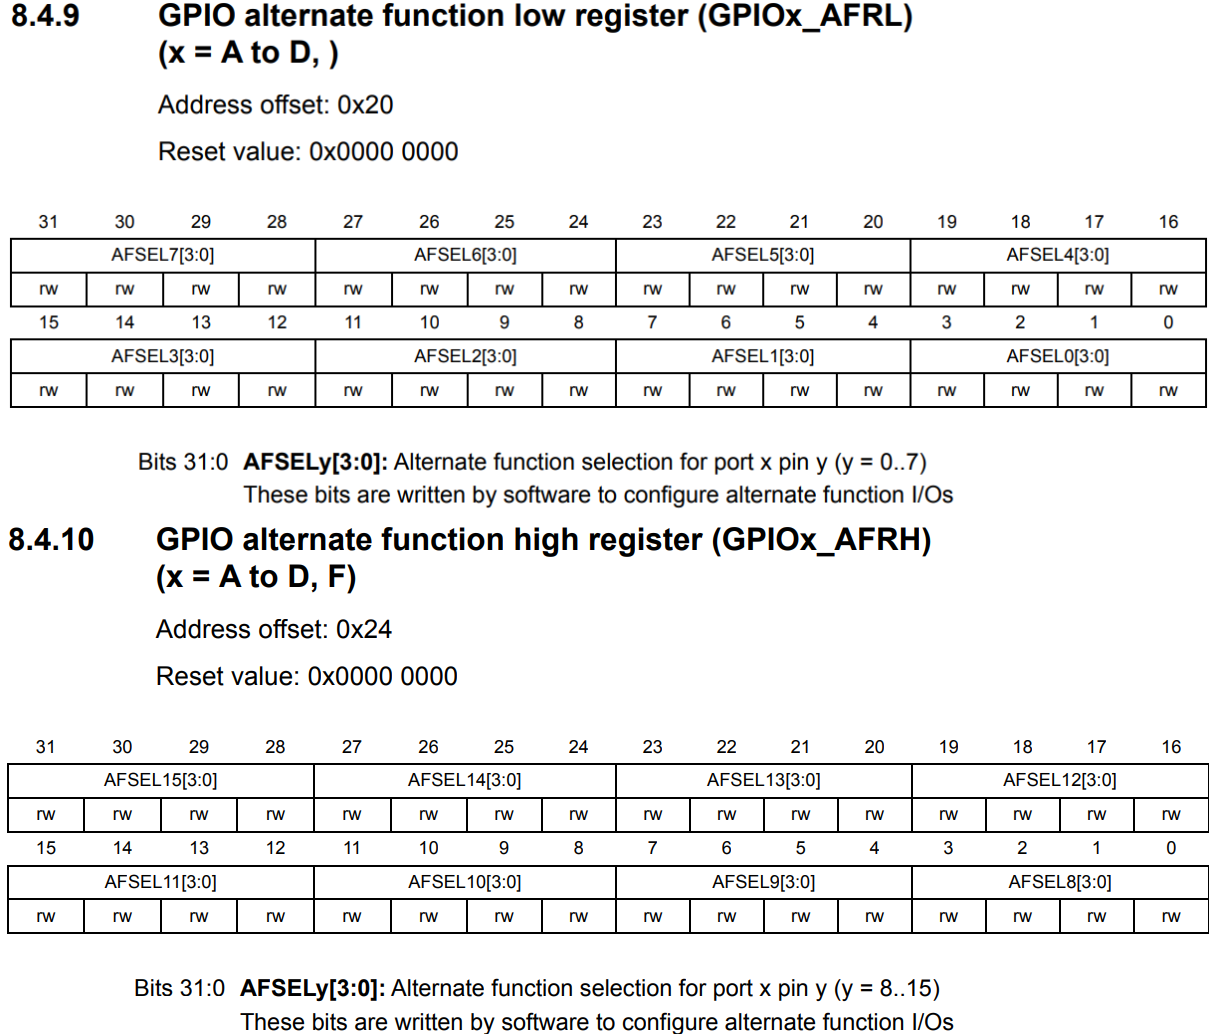 8.4.9 GPIO alternate function low register (GPIOx_AFRL)
(x = A to D, )
Address offset: 0x20
Reset value: 0x0000 0000
31 30 29 28 27 26 25 24 23 22 21 20 19 18 17 16
AFSEL7[3:0] AFSEL6[3:0] AFSEL5[3:0] AFSEL4[3:0]
rw rw rw rw rw rw rw rw rw rw rw rw rw rw rw rw
15 14 13 12 11 10 9 8 7 6 5 4 3 2 1 0
AFSEL3[3:0] AFSEL2[3:0] AFSEL1[3:0] AFSEL0[3:0]
rw rw rw rw rw rw rw rw rw rw rw rw rw rw rw rw
Bits 31:0 AFSELy[3:0]: Alternate function selection for port x pin y (y = 0..7)
These bits are written by software to configure alternate function I/Os
8.4.10 GPIO alternate function high register (GPIOx_AFRH)
(x = A to D, F)
Address offset: 0x24
Reset value: 0x0000 0000
31 30 29 28 27 26 25 24 23 22 21 20 19 18 17 16
AFSEL15[3:0] AFSEL14[3:0] AFSEL13[3:0] AFSEL12[3:0]
rw rw rw rw rw rw rw rw rw rw rw rw rw rw rw rw
15 14 13 12 11 10 9 8 7 6 5 4 3 2 1 0
AFSEL11[3:0] AFSEL10[3:0] AFSEL9[3:0] AFSEL8[3:0]
rw rw rw rw rw rw rw rw rw rw rw rw rw rw rw rw
Bits 31:0 AFSELy[3:0]: Alternate function selection for port x pin y (y = 8..15)
These bits are written by software to configure alternate function I/Os